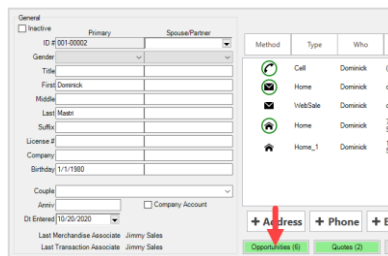 General
Inactive
Primary Spouse/Partner
ID # 001-00002
Gender
Title
First Dominick
Middle
Last Mastri
Suffix
License #
Company
Birthday 1/1/1980
Couple
Anniv Company Account
Dt Entered 10/20/2020
Last Merchandise Associate Jimmy Sales
Last Transaction Associate Jimmy Sales
Method Type Who
Cell Dominick
Home Dominick
WebSale Dominick
Home Dominick
Home_1 Dominick
+ Address + Phone + E
Opportunities (6) Quotes (2)